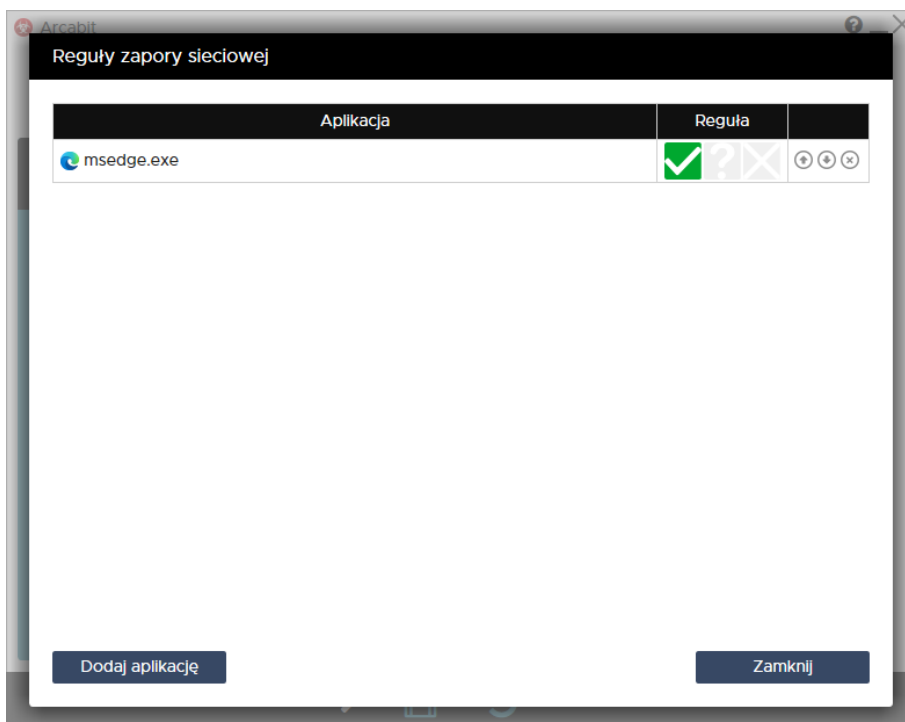 Arcabit
Reguły zapory sieciowej
Aplikacja Reguła
msedge.exe
Dodaj aplikację Zamknij